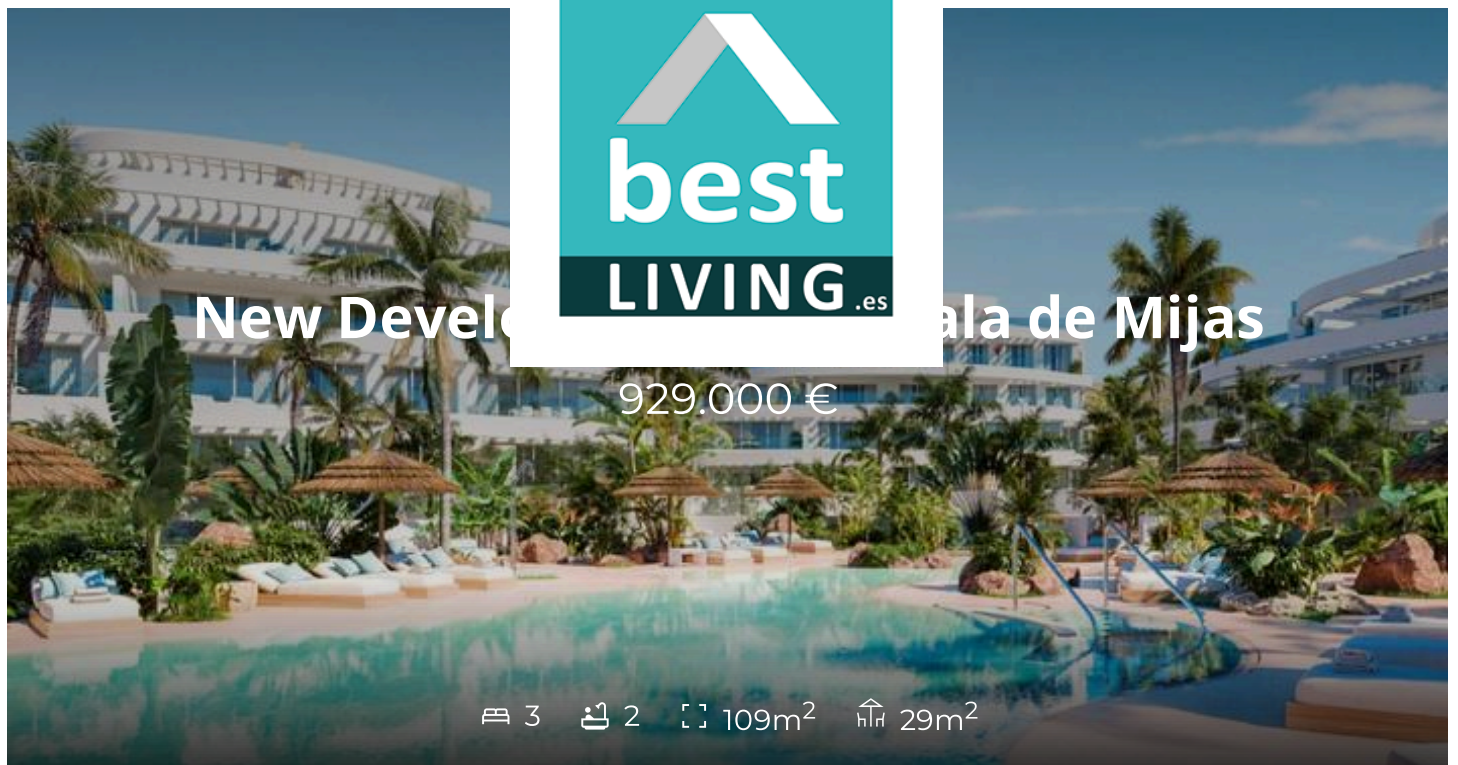 best
LIVING.es
New Devel ala de Mijas
929.000 €
3 2 109m² 29m²